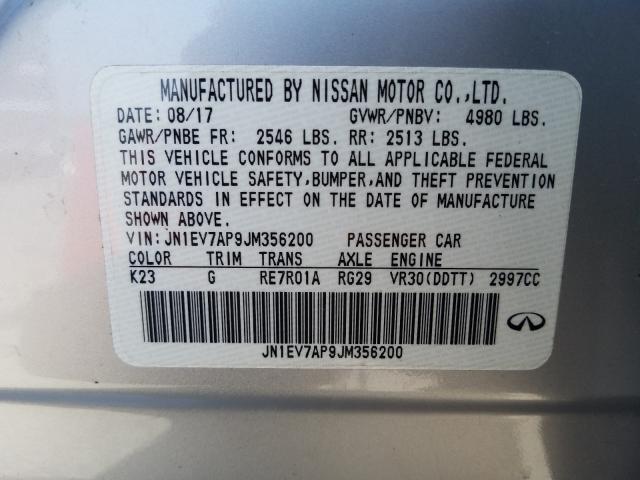 MANUFACTURED BY NISSAN MOTOR CO.,LTD.
DATE: 08/17 GVWR/PNBV: 4980 LBS.
GAWR/PNBE FR: 2546 LBS. RR: 2513 LBS.
THIS VEHICLE CONFORMS TO ALL APPLICABLE FEDERAL
MOTOR VEHICLE SAFETY,BUMPER,AND THEFT PREVENTION
STANDARDS IN EFFECT ON THE DATE OF MANUFACTURE
SHOWN ABOVE.
VIN:JN1EV7AP9JM356200 PASSENGER CAR
COLOR TRIM TRANS AXLE ENGINE
K23 G RE7R01A RG29 VR30(DDTT) 2997CC
JN1EV7AP9JM356200